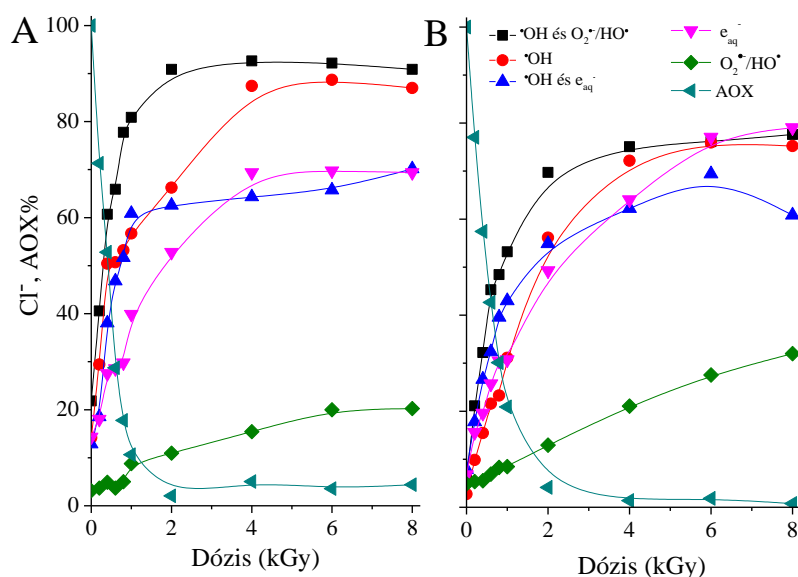 A
B
•OH és O₂•⁻/HO•
•OH
•OH és eaq⁻
eaq⁻
O₂•⁻/HO•
AOX
Cl⁻, AOX%
100
80
60
40
20
0
0 2 4 6 8
0 2 4 6 8
Dózis (kGy)
Dózis (kGy)